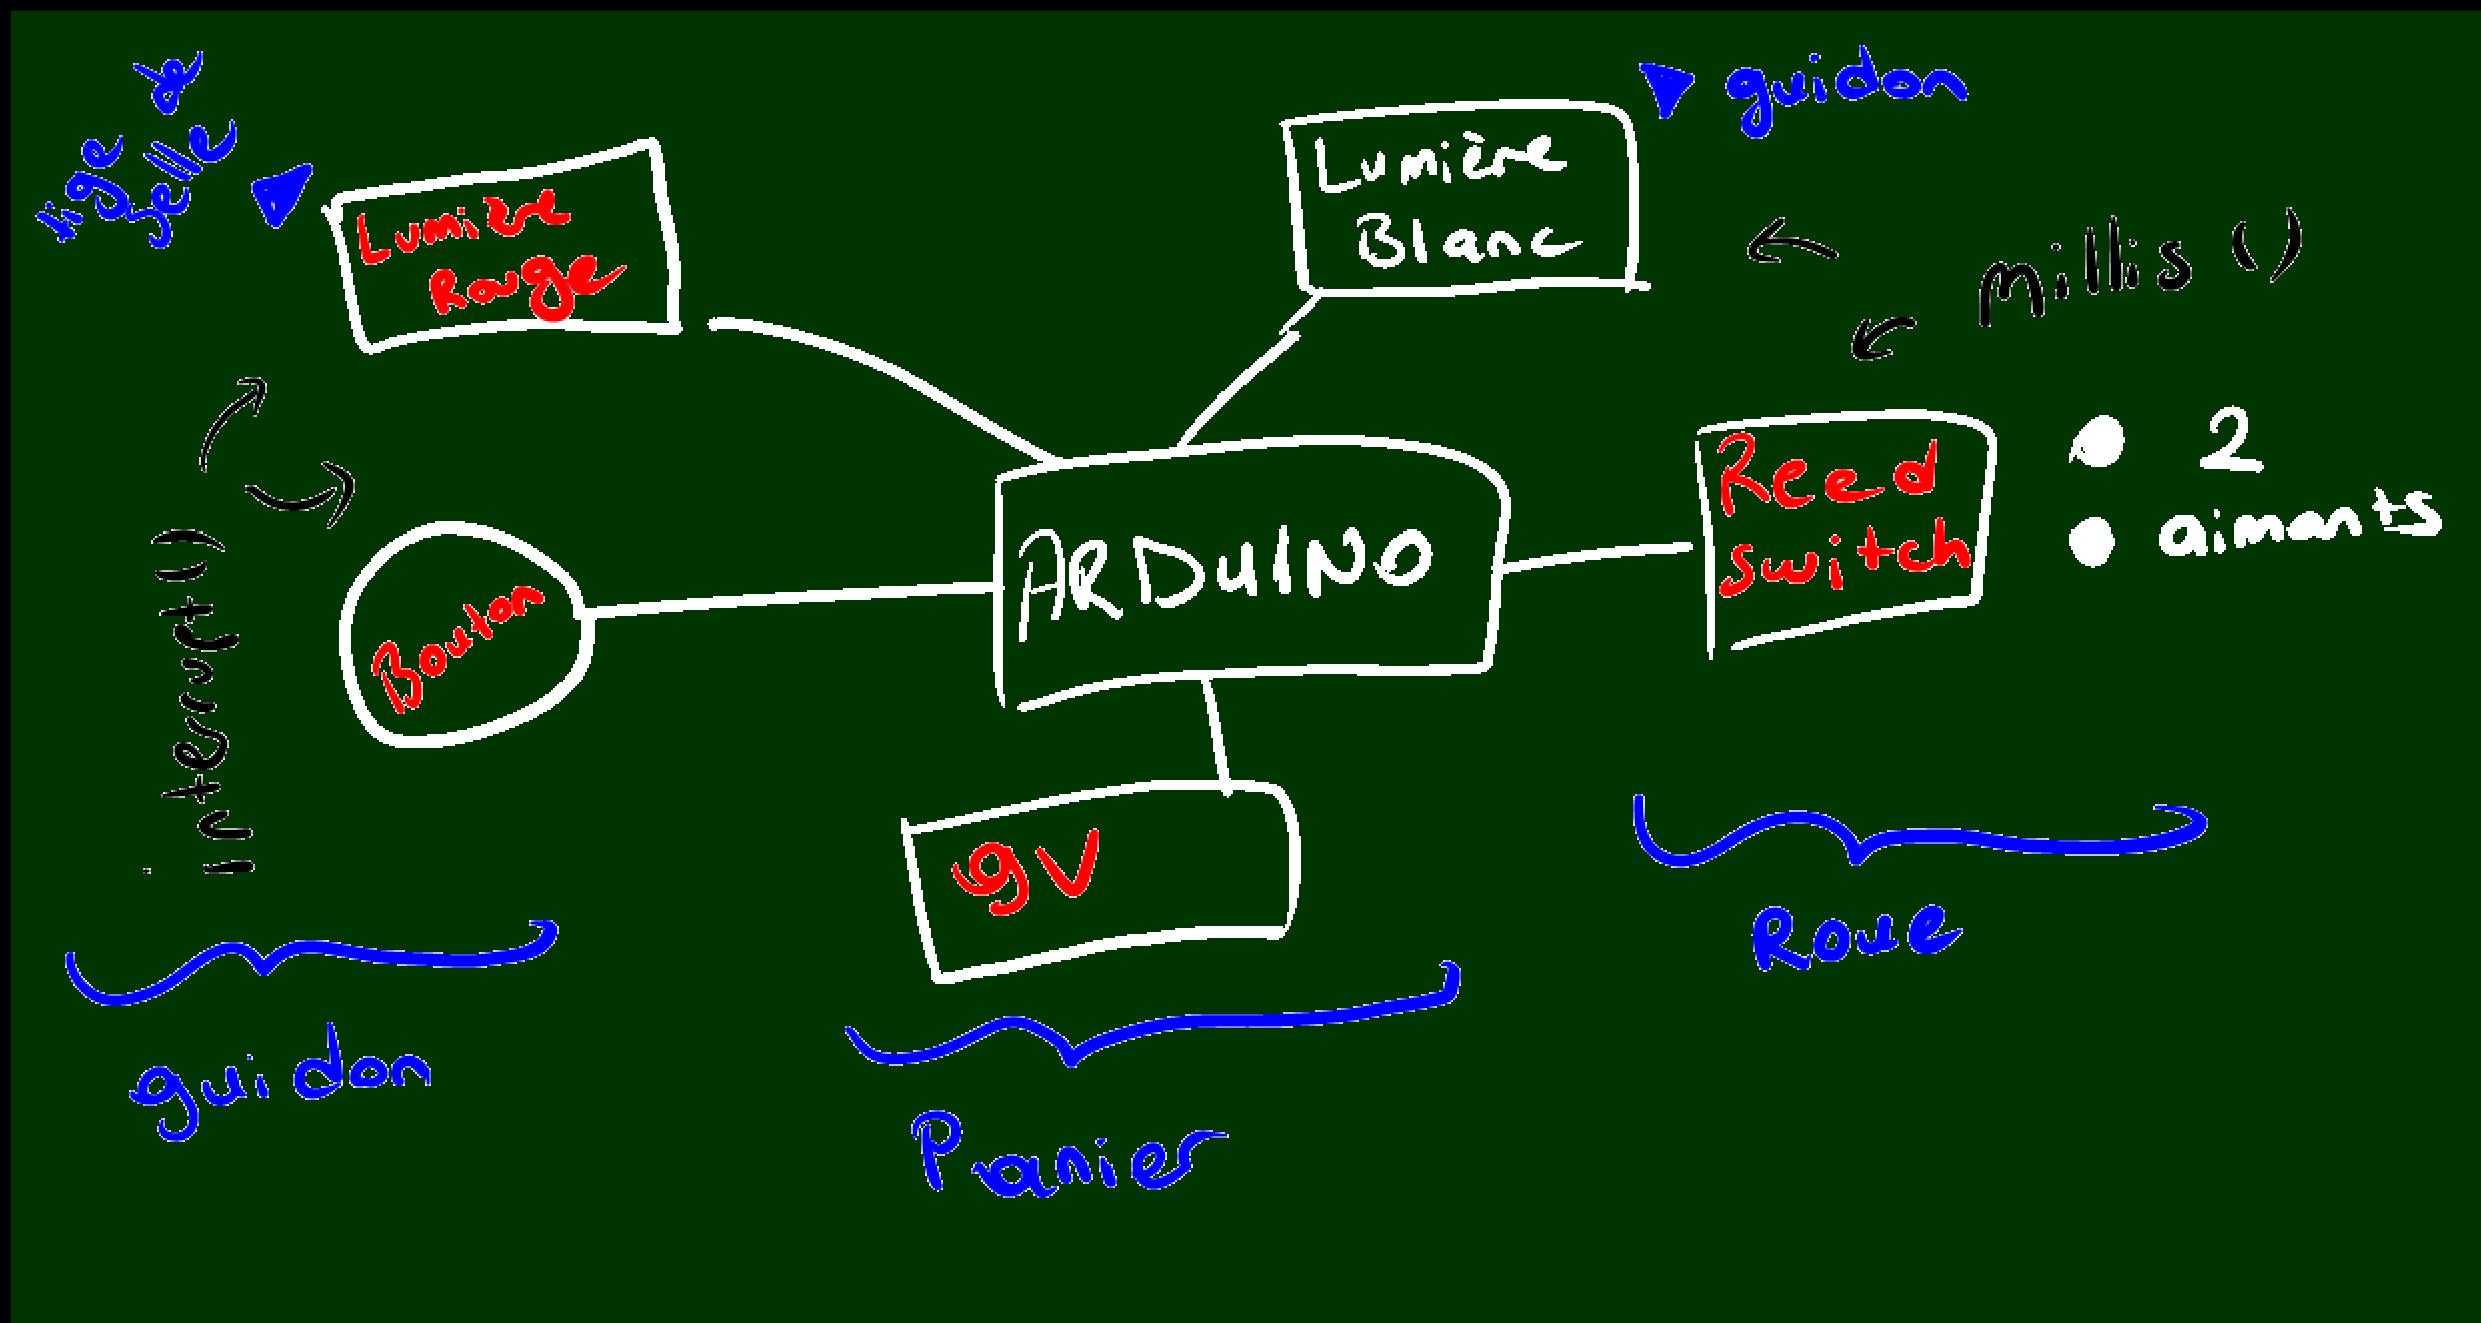 tige de
selle
guidon
Lumière
Blanc
Lumière
Rouge
millis ()
2
aimants
Reed
switch
ARDUINO
Bouton
interrupt()
9V
Roue
guidon
Panier